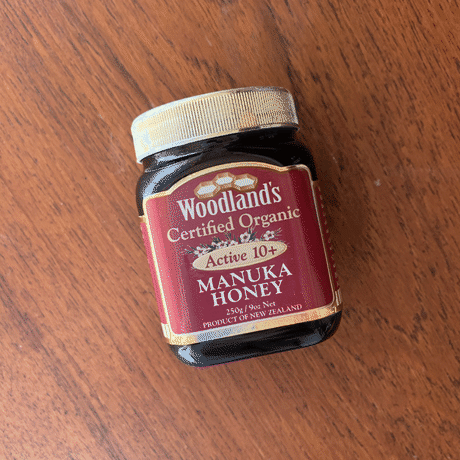 Woodland's
Certified Organic
Active 10+
MANUKA
HONEY
250g / 9oz Net
PRODUCT OF NEW ZEALAND